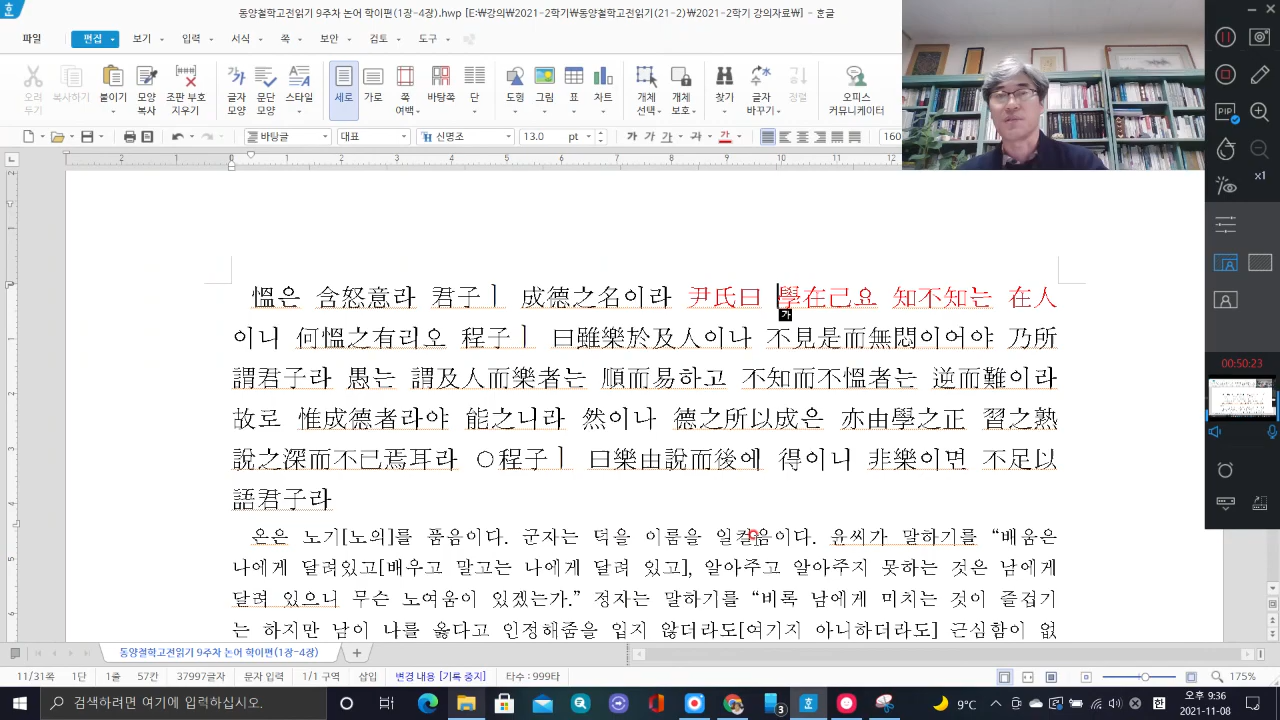 동양철학고전읽기 9주차 논어 학이편(1장-4장).hwp [E:₩강의₩2021-2학기₩동양철학고전읽기(21-2)₩2021-2학기 강의자료₩] - 한글
파일 편집 보기 입력 서식 쪽 보안 검토 도구
오려두기 복사하기 붙이기 모양 복사 조판 부호 지우기 글자 모양 문단 모양 스타일 세로 가로 쪽 여백 바탕쪽 단 도형 그림 표 차트 개체 선택 개체 보호 찾기 글자 바꾸기 정렬 오피스 커뮤니케이터
바탕글 대표 신명조 13.0 pt 가 가 가 가 가 160
2 1 1 2 3 4 5 6 7 8 9 10 11 12
慍은 含怒意라 君子ㅣ 成德之名이라 尹氏曰 學在己요 知不知는 在人
이니 何慍之有리오 程子ㅣ 曰雖樂於及人이나 不見是而無悶이어야 乃所
謂君子라 愚는 謂及人而樂者는 順而易하고 不知而不慍者는 逆而難이라
故로 惟成德者라야 能之니라 然이나 德之所以成은 亦由學之正 習之熟
說之深而不已焉耳라 ○程子ㅣ 曰樂由說而後에 得이니 非樂이면 不足以
語君子라
온은 노기[노의]를 품음이다. 군자는 덕을 이름을 일컬음이다. 윤씨가 말하기를 “배움은
나에게 달려있고[배우고 말고는 나에게 달려 있고], 알아주고 알아주지 못하는 것은 남에게
달려 있으니 무슨 노여움이 있겠는가.” 정자는 말하기를 “비록 남에게 미치는 것이 즐겁기
는 하지만 남이 나를 옳다고 인정해줌을 입지 않더라도[여기지 아니하더라도] 근심함이 없
가
PIP
x1
00:50:23
동양철학고전읽기 9주차 논어 학이편(1장-4장)
11/31쪽 1단 1줄 57칸 37997글자 문자 입력 7/1 구역 삽입 변경 내용 [기록 중지] 타수 : 999타 175%
검색하려면 여기에 입력하십시오. 3 9°C 한 오후 9:36
2021-11-08